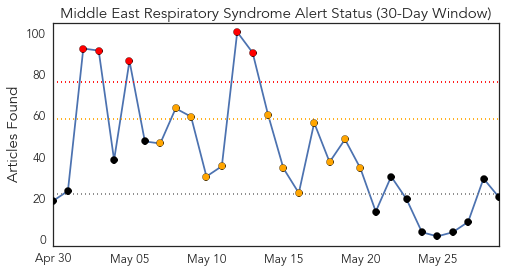 Middle East Respiratory Syndrome Alert Status (30-Day Window)
Articles Found
100
80
60
40
20
0
Apr 30 May 05 May 10 May 15 May 20 May 25